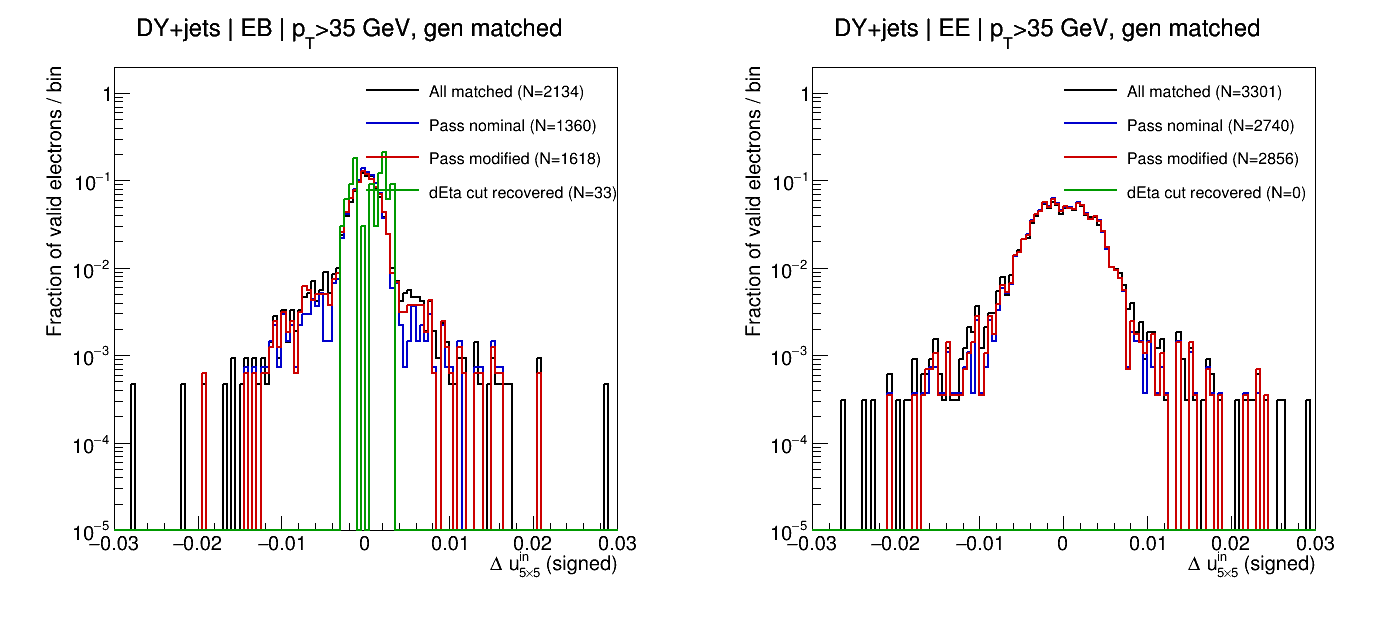 DY+jets | EB | p_T>35 GeV, gen matched
Fraction of valid electrons / bin
1
10^−1
10^−2
10^−3
10^−4
10^−5
All matched (N=2134)
Pass nominal (N=1360)
Pass modified (N=1618)
dEta cut recovered (N=33)
−0.03 −0.02 −0.01 0 0.01 0.02 0.03
Δ u^in_5×5 (signed)
DY+jets | EE | p_T>35 GeV, gen matched
Fraction of valid electrons / bin
1
10^−1
10^−2
10^−3
10^−4
10^−5
All matched (N=3301)
Pass nominal (N=2740)
Pass modified (N=2856)
dEta cut recovered (N=0)
−0.03 −0.02 −0.01 0 0.01 0.02 0.03
Δ u^in_5×5 (signed)